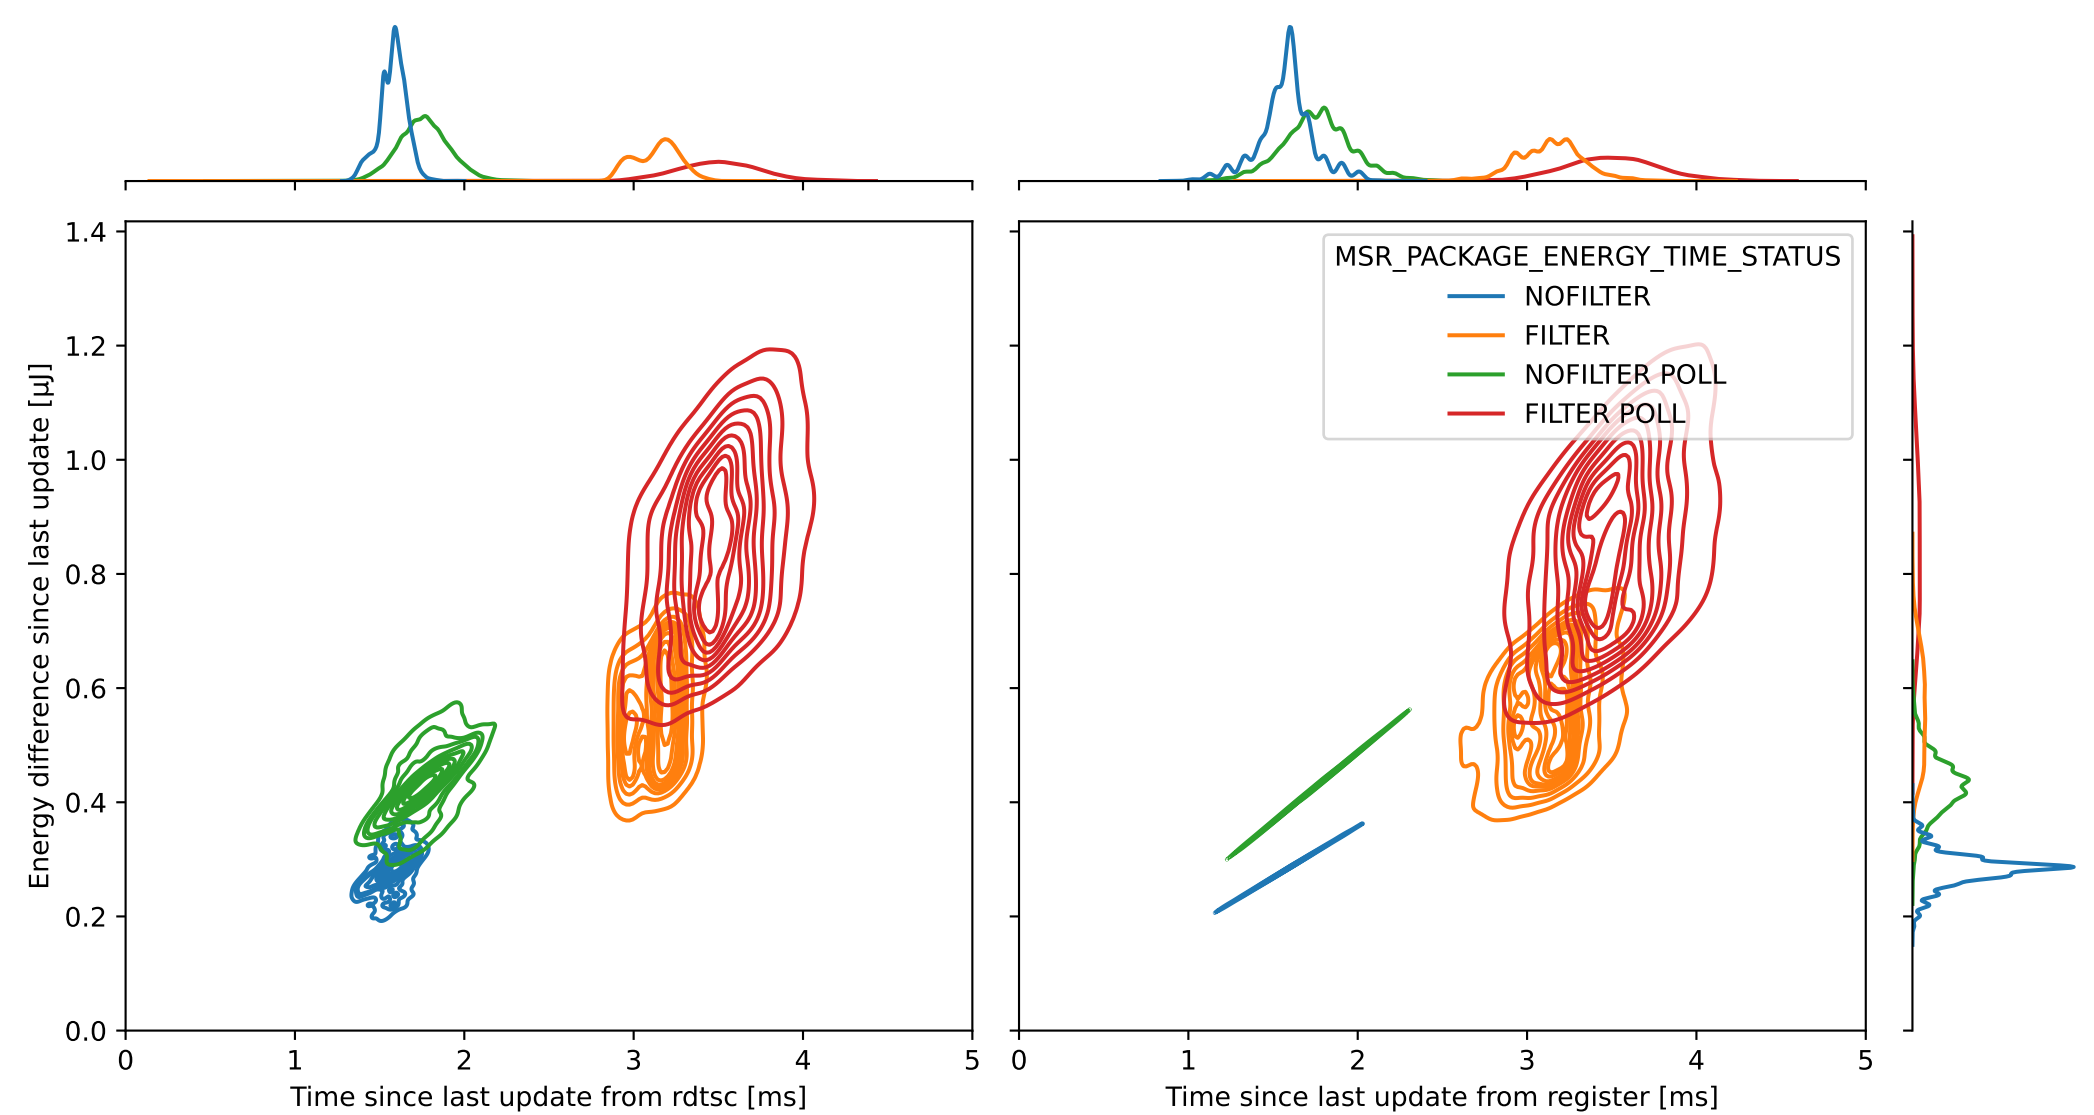 1.4
1.2
1.0
0.8
0.6
0.4
0.2
0.0
Energy difference since last update [µJ]
0 1 2 3 4 5
Time since last update from rdtsc [ms]
MSR_PACKAGE_ENERGY_TIME_STATUS
NOFILTER
FILTER
NOFILTER POLL
FILTER POLL
0 1 2 3 4 5
Time since last update from register [ms]